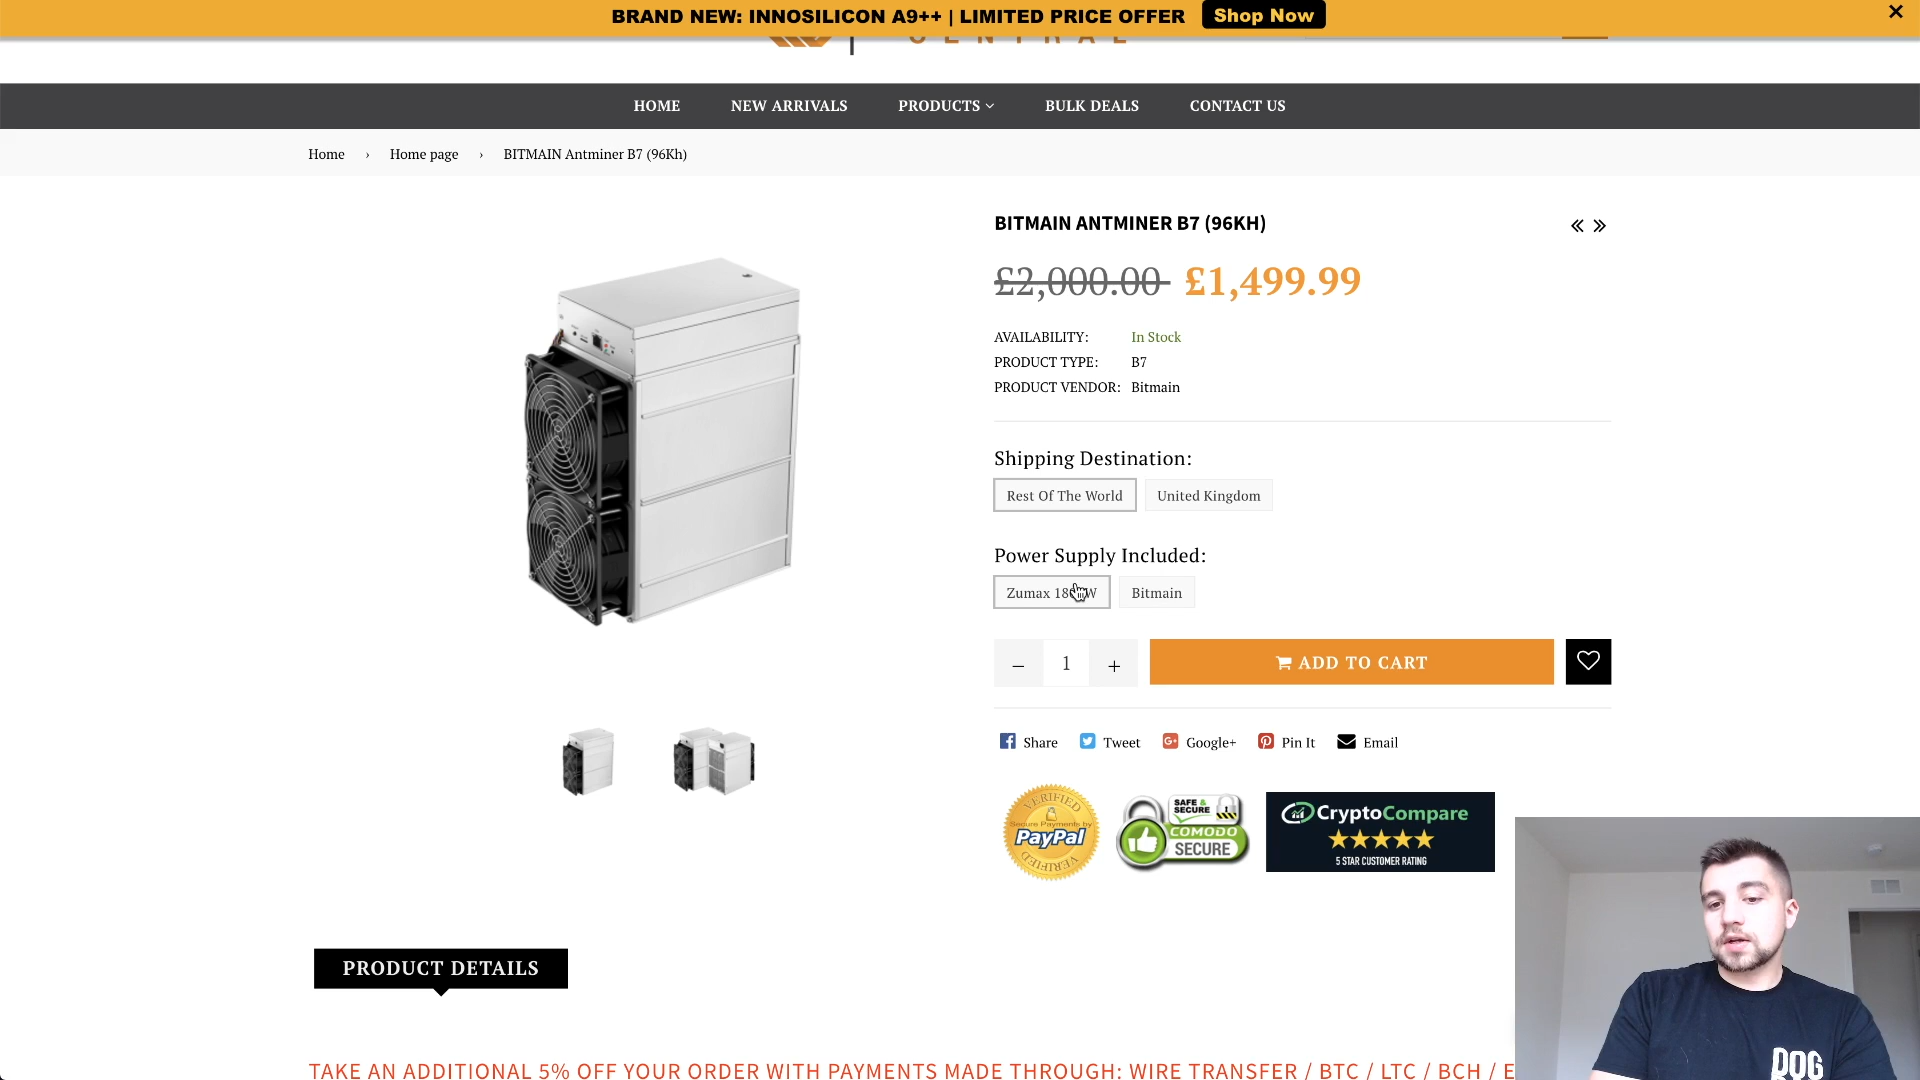 BRAND NEW: INNOSILICON A9++ | LIMITED PRICE OFFER Shop Now
CENTRAL
HOME NEW ARRIVALS PRODUCTS BULK DEALS CONTACT US
Home › Home page › BITMAIN Antminer B7 (96Kh)
BITMAIN ANTMINER B7 (96KH)
£2,000.00 £1,499.99
AVAILABILITY: In Stock
PRODUCT TYPE: B7
PRODUCT VENDOR: Bitmain
Shipping Destination:
Rest Of The World United Kingdom
Power Supply Included:
Zumax Bitmain
- 1 + ADD TO CART
Share Tweet Google+ Pin It Email
VERIFIED
Secure Payments by
PayPal
VERIFIED
SAFE &
SECURE
COMODO
SECURE
CryptoCompare
5 STAR CUSTOMER RATING
PRODUCT DETAILS
TAKE AN ADDITIONAL 5% OFF YOUR ORDER WITH PAYMENTS MADE THROUGH: WIRE TRANSFER / BTC / LTC / BCH / E
DOG